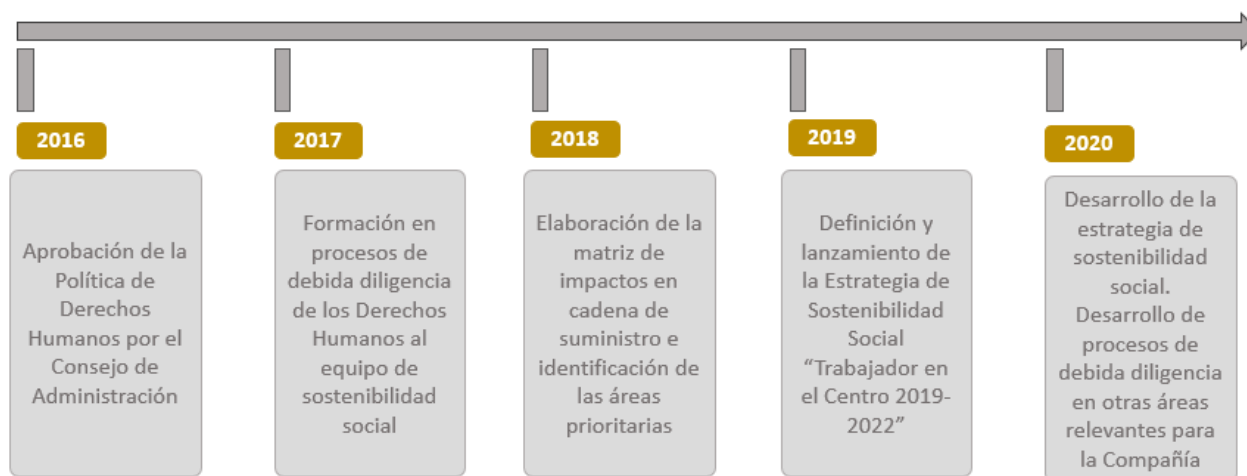 2016
Aprobación de la
Política de
Derechos
Humanos por el
Consejo de
Administración
2017
Formación en
procesos de
debida diligencia
de los Derechos
Humanos al
equipo de
sostenibilidad
social
2018
Elaboración de la
matriz de
impactos en
cadena de
suministro e
identificación de
las áreas
prioritarias
2019
Definición y
lanzamiento de
la Estrategia de
Sostenibilidad
Social
“Trabajador en
el Centro 2019-
2022”
2020
Desarrollo de la
estrategia de
sostenibilidad
social.
Desarrollo de
procesos de
debida diligencia
en otras áreas
relevantes para
la Compañía